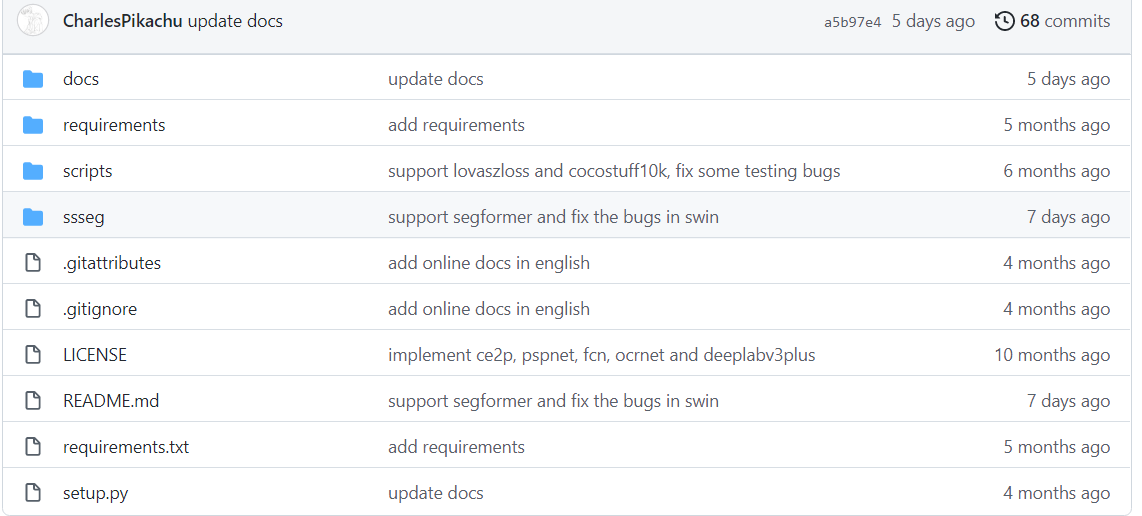 CharlesPikachu update docs a5b97e4 5 days ago 68 commits
docs update docs 5 days ago
requirements add requirements 5 months ago
scripts support lovaszloss and cocostuff10k, fix some testing bugs 6 months ago
ssseg support segformer and fix the bugs in swin 7 days ago
.gitattributes add online docs in english 4 months ago
.gitignore add online docs in english 4 months ago
LICENSE implement ce2p, pspnet, fcn, ocrnet and deeplabv3plus 10 months ago
README.md support segformer and fix the bugs in swin 7 days ago
requirements.txt add requirements 5 months ago
setup.py update docs 4 months ago